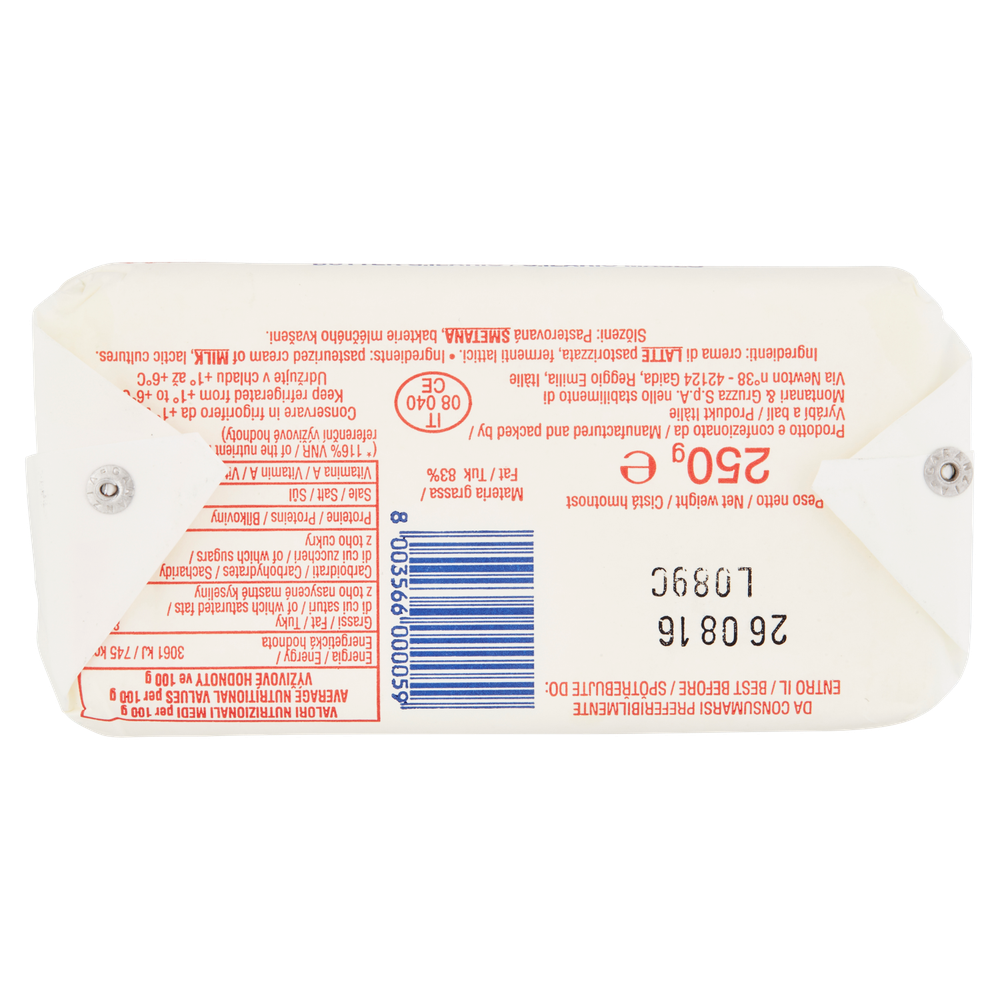 DA CONSUMARSI PREFERIBILMENTE
ENTRO IL / BEST BEFORE / SPOTŘEBUJTE DO:
26 08 16
L089C
Peso netto / Net weight / Čistá hmotnost
250g e
Materia grassa /
Fat / Tuk 83%
Prodotto e confezionato da / Manufactured and packed by /
Vyrábí a balí / Produkt Itálie
Montanari & Gruzza S.p.A. nello stabilimento di
Via Newton n°38 - 42124 Gaida, Reggio Emilia, Itálie
IT
08 040
CE
Ingredienti: crema di LATTE pastorizzata, fermenti lattici. • Ingredients: pasteurized cream of MILK, lactic cultures.
Složení: Pasterovaná SMETANA, bakterie mléčného kvašení.
8 003566 000059
VALORI NUTRIZIONALI MEDI per 100 g
AVERAGE NUTRITIONAL VALUES per 100 g
VÝŽIVOVÉ HODNOTY ve 100 g
Energia / Energy /
Energetická hodnota
3061 kJ / 745 kc
Grassi / Fat / Tuky
di cui saturi / of which saturated fats /
z toho nasycené mastné kyseliny
Carboidrati / Carbohydrates / Sacharidy
di cui zuccheri / of which sugars /
z toho cukry
Proteine / Proteins / Bílkoviny
Sale / Salt / Sůl
Vitamina A / Vitamin A / Vit
(*116% VNR / of the nutrient
referenční výživové hodnoty)
Conservare in frigorifero da +1°
Keep refrigerated from +1° to +6°C
Udržujte v chladu +1° až +6°C